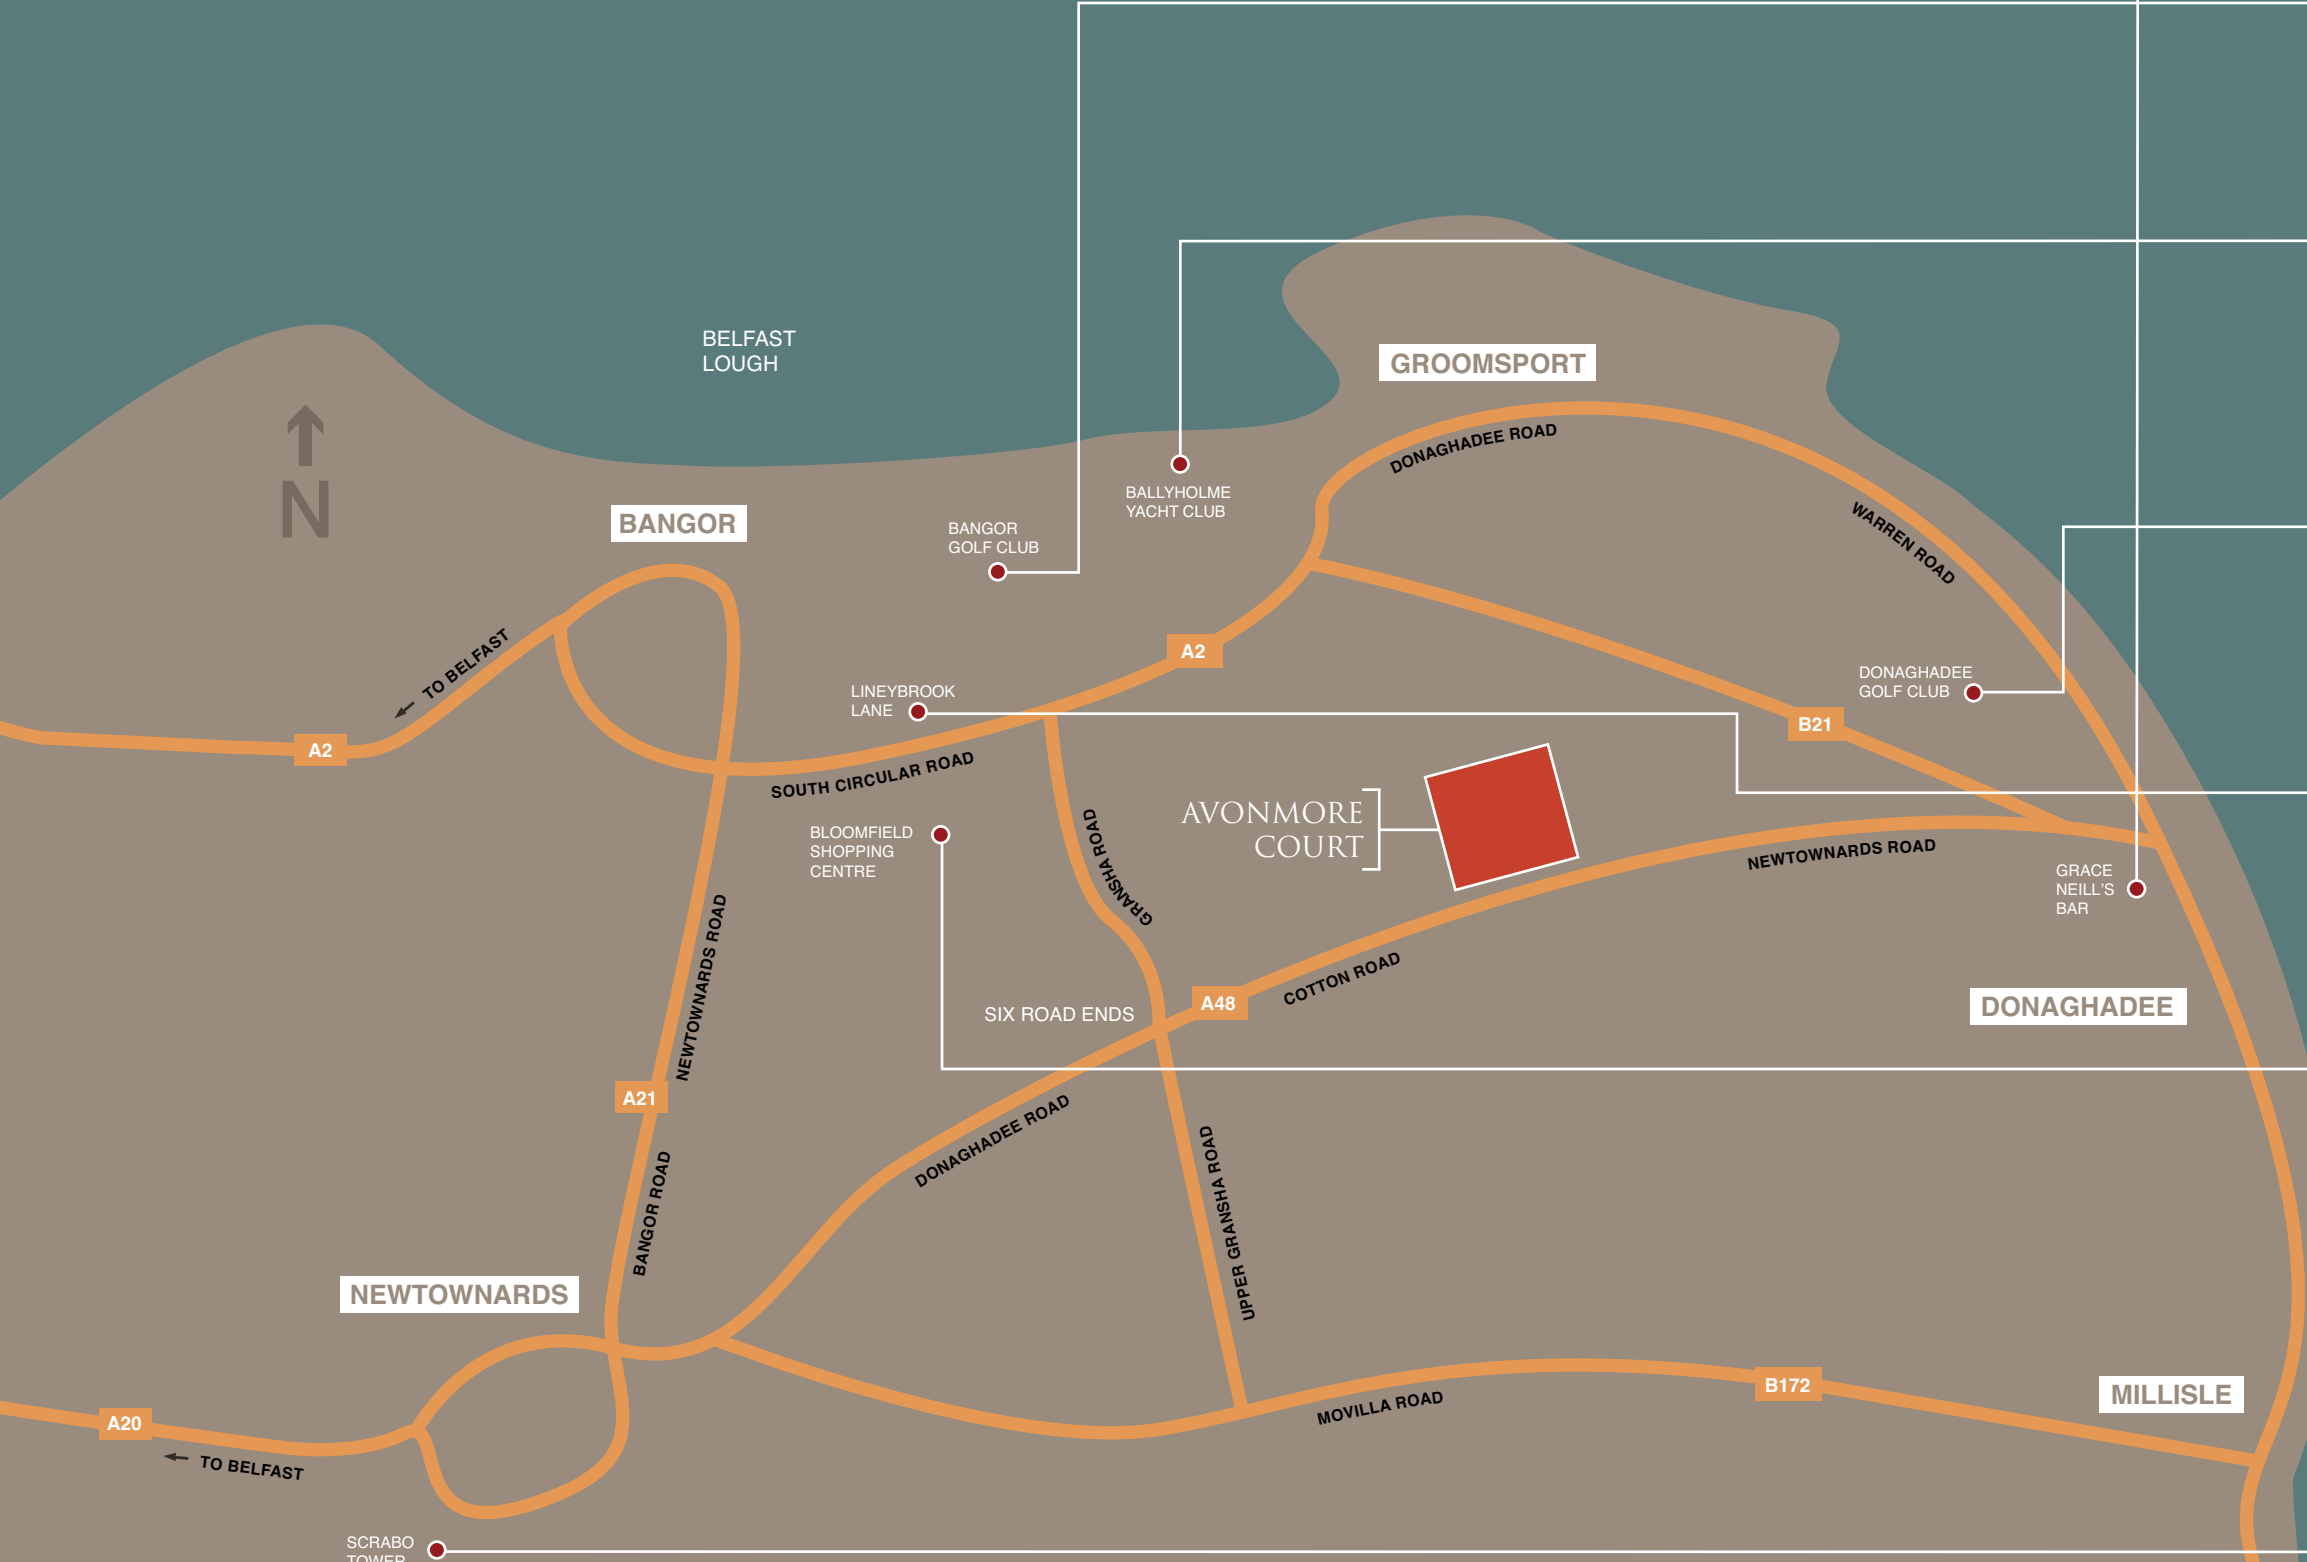 BELFAST
LOUGH
GROOMSPORT
DONAGHADEE ROAD
N
BANGOR
BALLYHOLME
YACHT CLUB
BANGOR
GOLF CLUB
WARREN ROAD
TO BELFAST
A2
A2
LINEYBROOK
LANE
DONAGHADEE
GOLF CLUB
B21
SOUTH CIRCULAR ROAD
AVONMORE
COURT
BLOOMFIELD
SHOPPING
CENTRE
GRANSHA ROAD
NEWTOWNARDS ROAD
GRACE
NEILL'S
BAR
NEWTOWNARDS ROAD
COTTON ROAD
A48
SIX ROAD ENDS
DONAGHADEE
A21
DONAGHADEE ROAD
BANGOR ROAD
UPPER GRANSHA ROAD
NEWTOWNARDS
B172
MILLISLE
MOVILLA ROAD
A20
TO BELFAST
SCRABO
TOWER